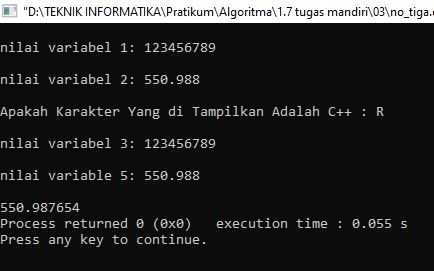 "D:\TEKNIK INFORMATIKA\Pratikum\Algoritma\1.7 tugas mandiri\03\no_tiga.
nilai variabel 1: 123456789
nilai variabel 2: 550.988
Apakah Karakter Yang di Tampilkan Adalah C++ : R
nilai variabel 3: 123456789
nilai variable 5: 550.988
550.987654
Process returned 0 (0x0)   execution time : 0.055 s
Press any key to continue.